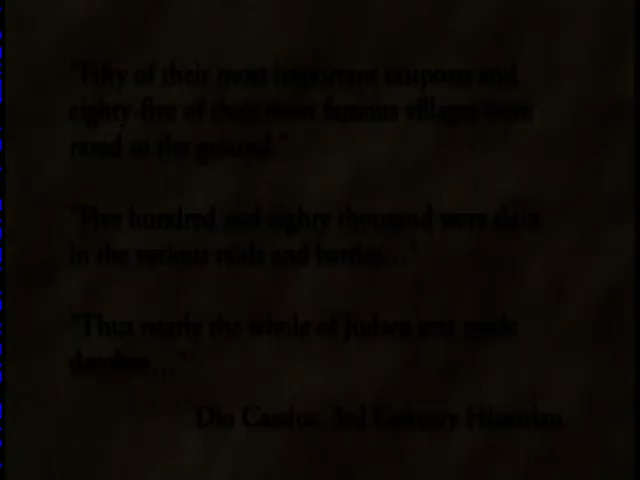 "Fifty of their most important outposts and
eighty-five of their most famous villages were
razed to the ground."
"Five hundred and eighty thousand were slain
in the various raids and battles..."
"Thus nearly the whole of Judaea was made
desolate..."
Dio Cassius, 3rd Century Historian